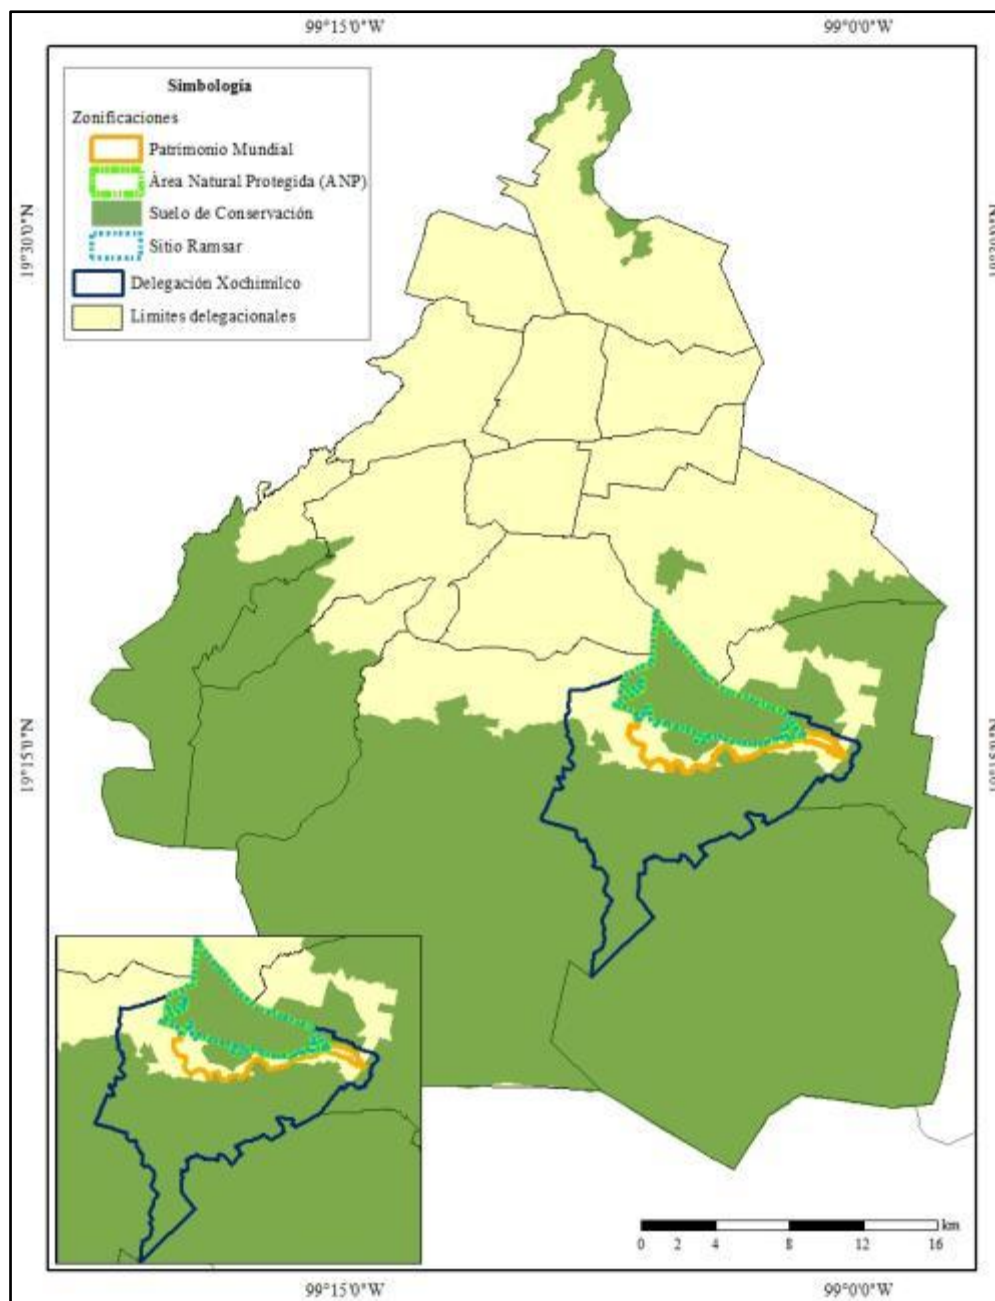 99°15'0"W 99°0'0"W
Simbología
Zonificaciones
Patrimonio Mundial
Área Natural Protegida (ANP)
Suelo de Conservación
Sitio Ramsar
Delegación Xochimilco
Límites delegacionales
19°30'0"N
19°15'0"N
km
0 2 4 8 12 16
99°15'0"W 99°0'0"W